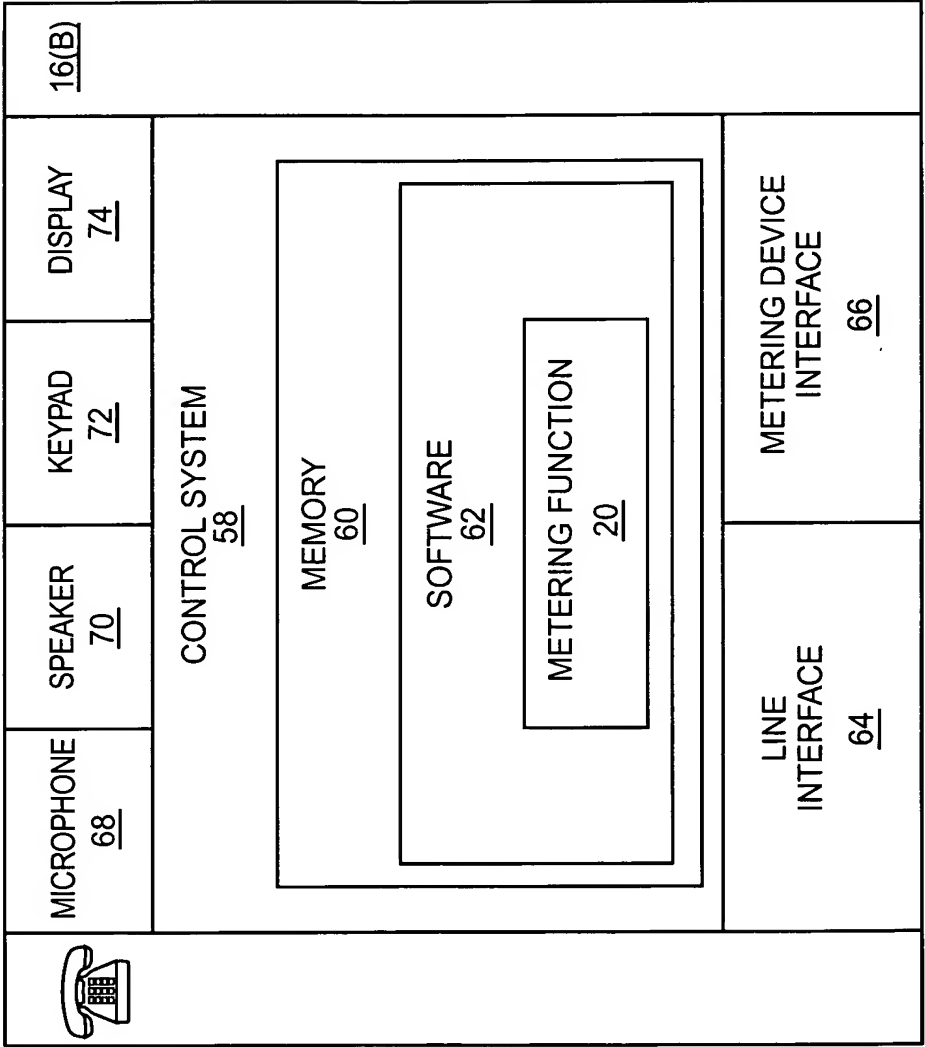 MICROPHONE
68
SPEAKER
70
KEYPAD
72
DISPLAY
74
16(B)
CONTROL SYSTEM
58
MEMORY
60
SOFTWARE
62
METERING FUNCTION
20
LINE
INTERFACE
64
METERING DEVICE
INTERFACE
66